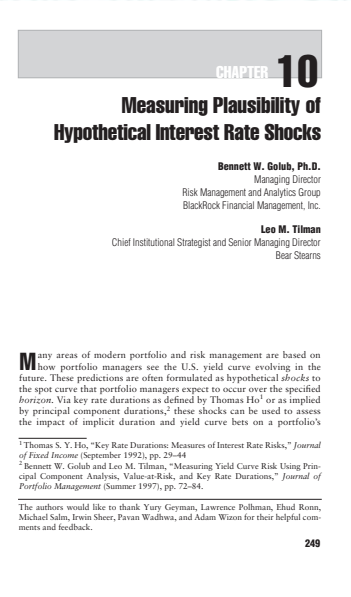 CHAPTER 10
Measuring Plausibility of
Hypothetical Interest Rate Shocks
Bennett W. Golub, Ph.D.
Managing Director
Risk Management and Analytics Group
BlackRock Financial Management, Inc.
Leo M. Tilman
Chief Institutional Strategist and Senior Managing Director
Bear Stearns
Many areas of modern portfolio and risk management are based on
how portfolio managers see the U.S. yield curve evolving in the
future. These predictions are often formulated as hypothetical shocks to
the spot curve that portfolio managers expect to occur over the specified
horizon. Via key rate durations as defined by Thomas Ho1 or as implied
by principal component durations,2 these shocks can be used to assess
the impact of implicit duration and yield curve bets on a portfolio's
1 Thomas S. Y. Ho, “Key Rate Durations: Measures of Interest Rate Risks,” Journal
of Fixed Income (September 1992), pp. 29–44
2 Bennett W. Golub and Leo M. Tilman, “Measuring Yield Curve Risk Using Prin-
cipal Component Analysis, Value-at-Risk, and Key Rate Durations,” Journal of
Portfolio Management (Summer 1997), pp. 72–84.
The authors would like to thank Yury Geyman, Lawrence Polhman, Ehud Ronn,
Michael Salm, Irwin Sheer, Pavan Wadhwa, and Adam Wizon for their helpful com-
ments and feedback.
249